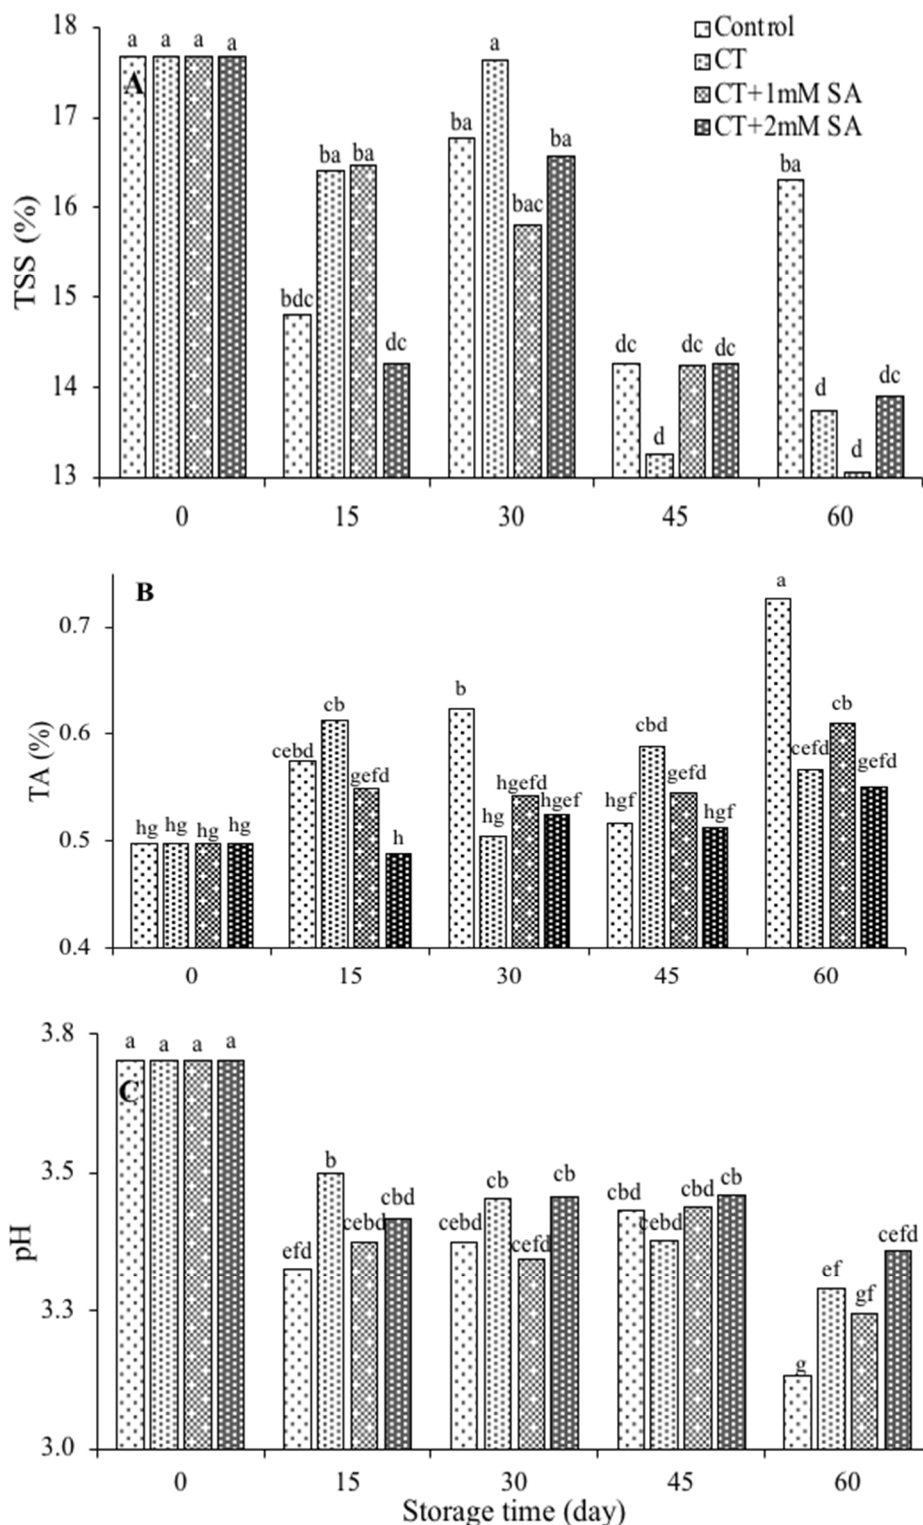 18
17
16
15
14
13
TSS (%)
A
Control
CT
CT+1mM SA
CT+2mM SA
a a a a
bdc ba ba dc
ba a bac ba
dc d dc dc
ba d d dc
0 15 30 45 60
B
0.7
0.6
0.5
0.4
TA (%)
hg hg hg hg
cebd cb gefd h
b hg hgefd hgef
hgf cbd gefd hgf
a cefd cb gefd
0 15 30 45 60
C
3.8
3.5
3.3
3.0
pH
a a a a
efd b cebd cbd
cebd cb cefd cb
cbd cebd cbd cb
g ef gf cefd
0 15 30 45 60
Storage time (day)